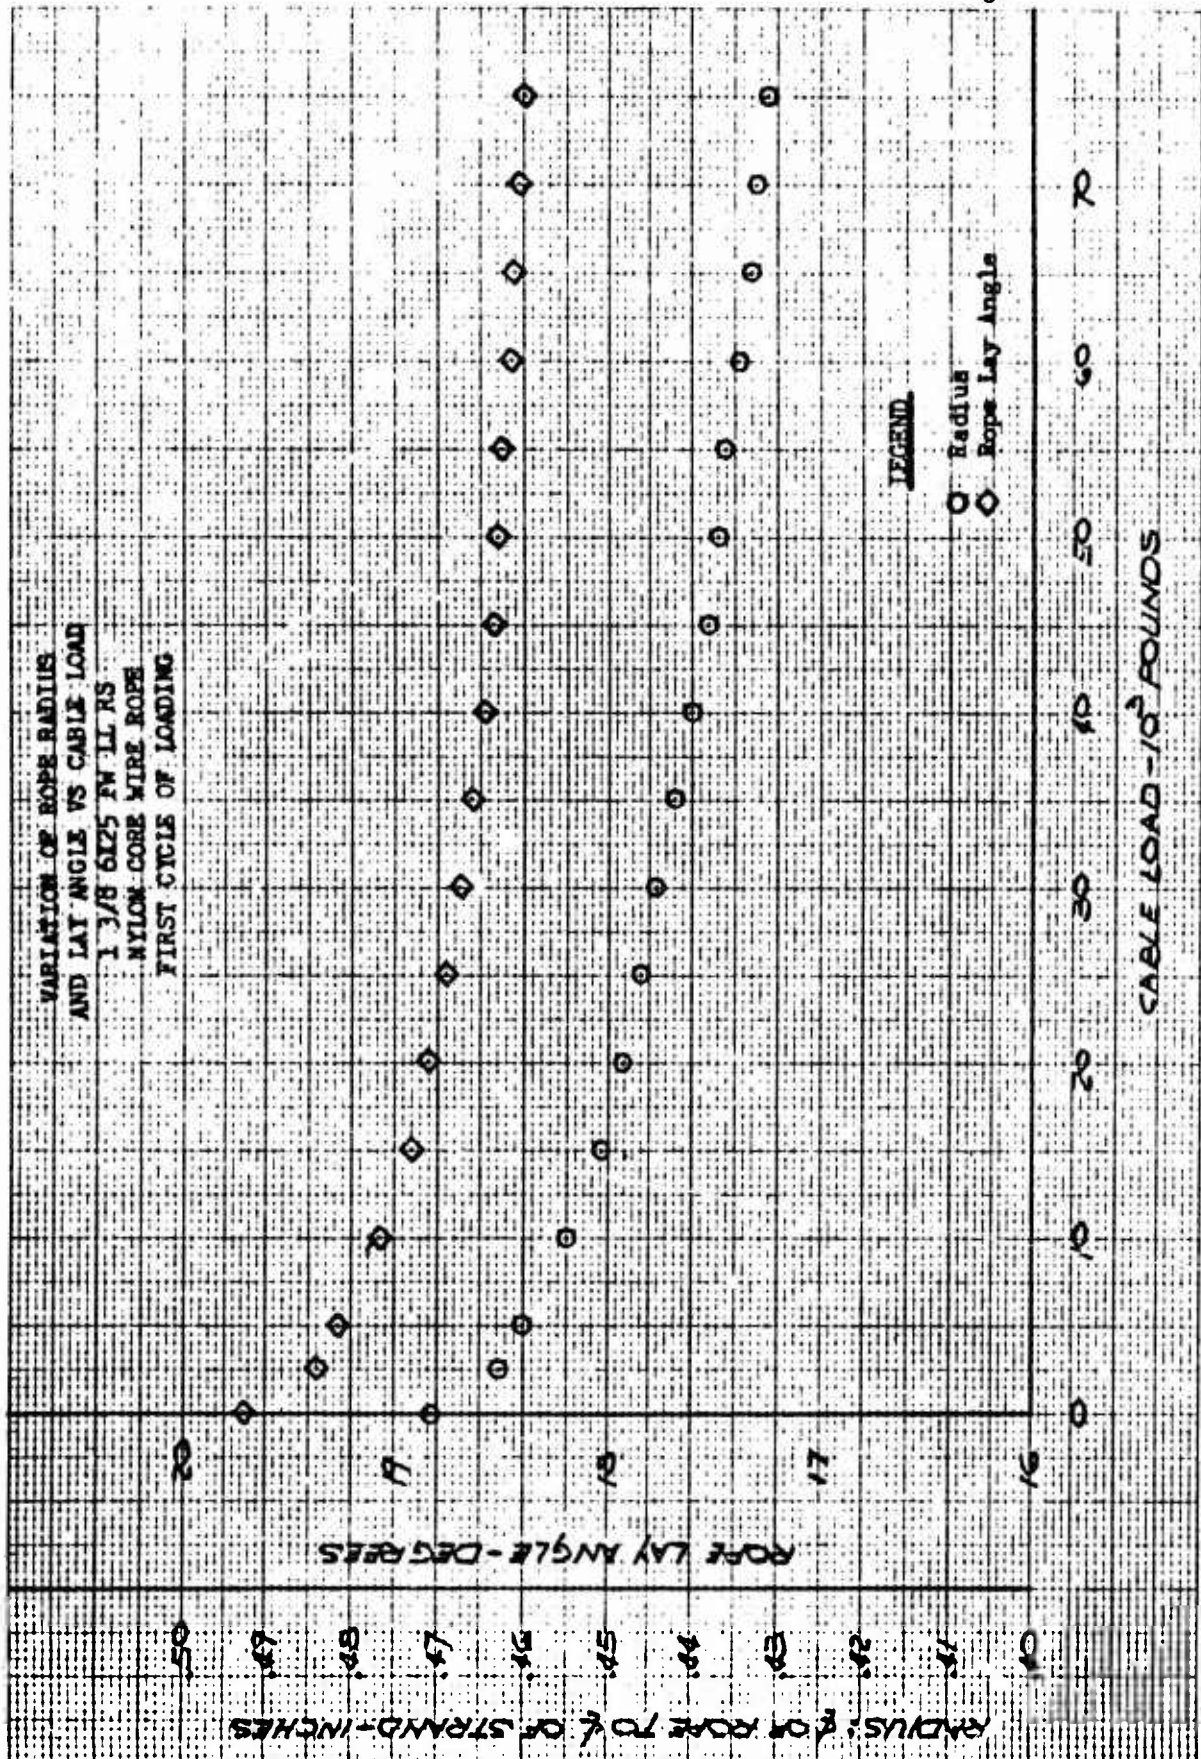 VARIATION OF ROPE RADIUS
AND LAY ANGLE VS CABLE LOAD
1 3/8 6X25 FW LL RS
NYLON CORE WIRE ROPE
FIRST CYCLE OF LOADING
RADIUS: ℄ OF ROPE TO ℄ OF STRAND-INCHES
.50
.49
.48
.47
.46
.45
.44
.43
.42
.41
.40
ROPE LAY ANGLE-DEGREES
20
19
18
17
16
LEGEND
Radius
Rope Lay Angle
0 10 20 30 40 50 60 70
CABLE LOAD-10³ POUNDS